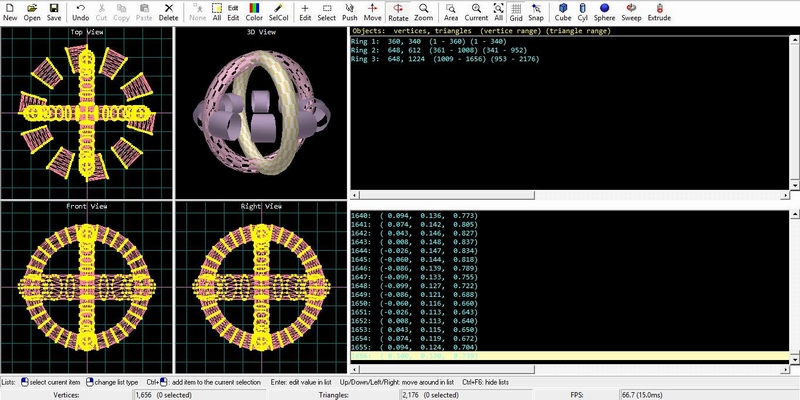 New Open Save Undo Cut Copy Paste Delete None All Edit Edit Color SelCol Edit Select Push Move Rotate Zoom Area Current All Grid Snap Cube Cyl Sphere Sweep Extrude
Top View
3D View
Objects: vertices, triangles (vertice range) (triangle range)
Ring 1: 360, 340 (1 - 360) (1 - 340)
Ring 2: 648, 612 (361 - 1008) (341 - 952)
Ring 3: 648, 1224 (1009 - 1656) (953 - 2176)
Front View
Right View
1640: ( 0.094, 0.136, 0.773)
1641: ( 0.074, 0.142, 0.805)
1642: ( 0.043, 0.146, 0.827)
1643: ( 0.008, 0.148, 0.837)
1644: (-0.026, 0.147, 0.834)
1645: (-0.060, 0.144, 0.818)
1646: (-0.086, 0.139, 0.789)
1647: (-0.099, 0.133, 0.755)
1648: (-0.099, 0.127, 0.722)
1649: (-0.086, 0.121, 0.688)
1650: (-0.060, 0.116, 0.660)
1651: (-0.026, 0.113, 0.643)
1652: ( 0.008, 0.113, 0.640)
1653: ( 0.043, 0.115, 0.650)
1654: ( 0.074, 0.119, 0.672)
1655: ( 0.094, 0.124, 0.704)
Lists: select current item change list type Ctrl+ : add item to the current selection Enter: edit value in list Up/Down/Left/Right: move around in list Ctrl+F6: hide lists
Vertices: 1,656 (0 selected) Triangles: 2,176 (0 selected) FPS: 66.7 (15.0ms)